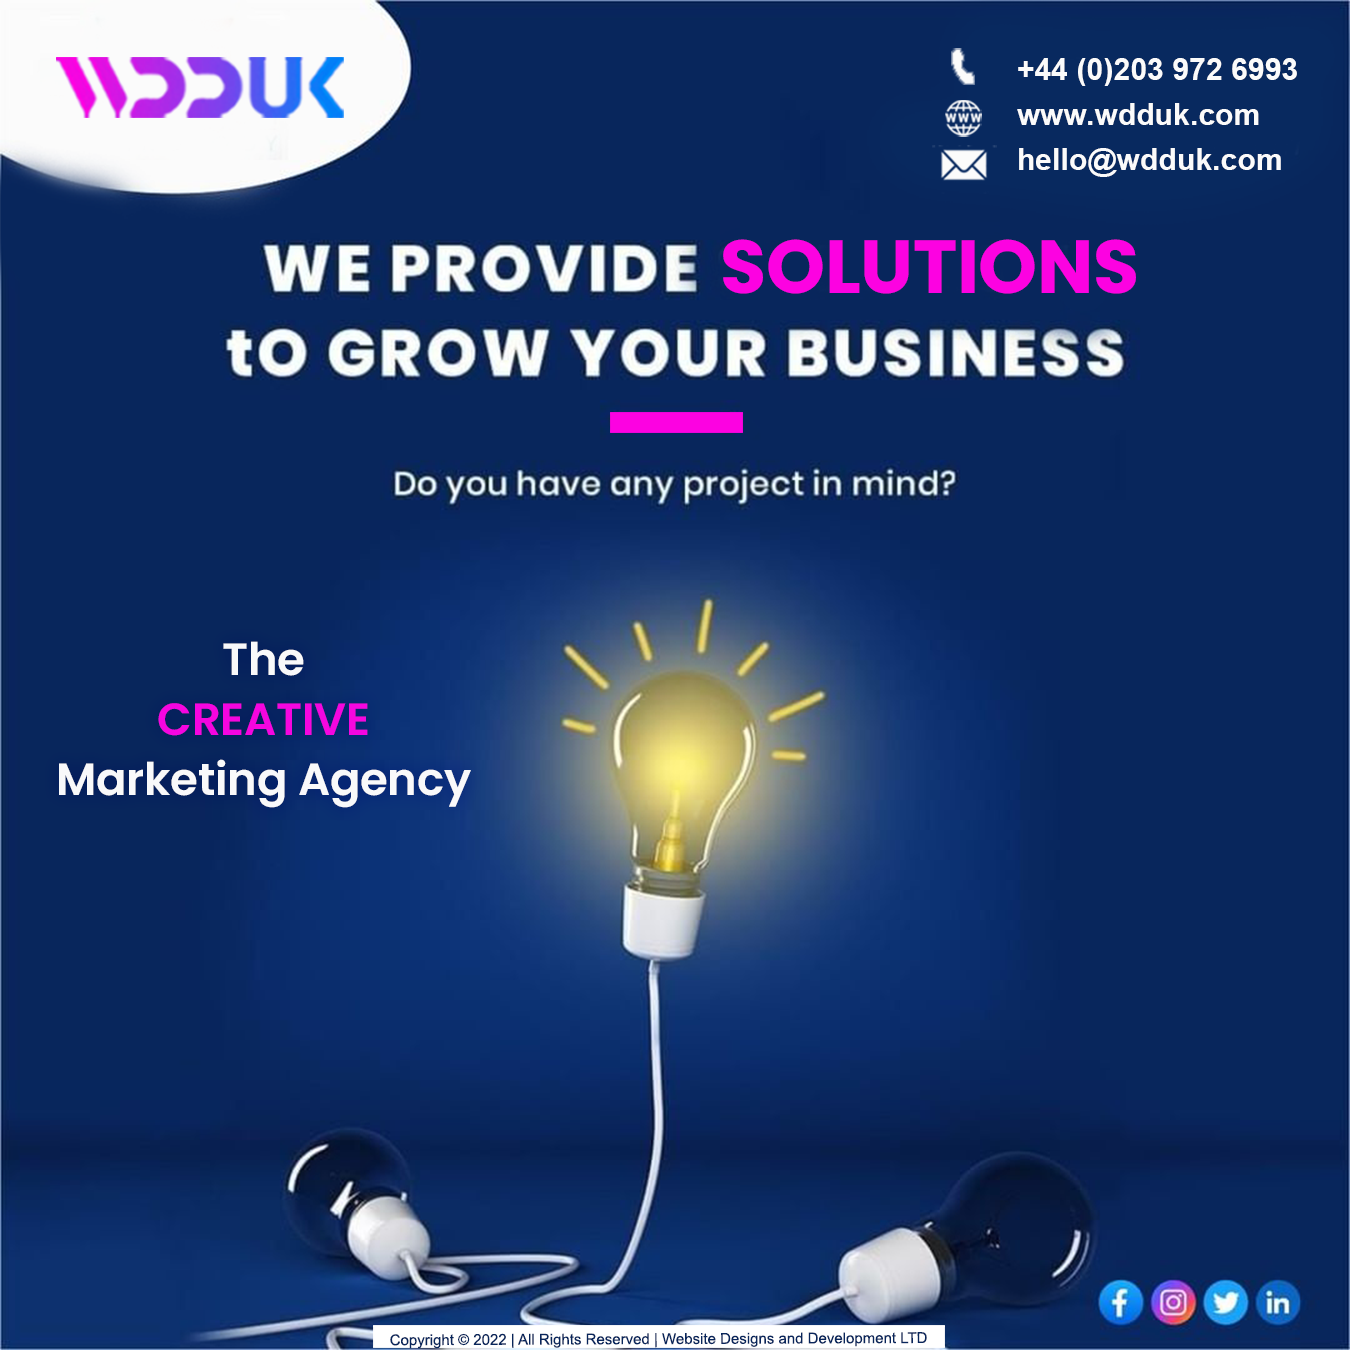 WDDUK
+44 (0)203 972 6993
www
www.wdduk.com
hello@wdduk.com
WE PROVIDE SOLUTIONS
tO GROW YOUR BUSINESS
Do you have any project in mind?
The
CREATIVE
Marketing Agency
f in
Copyright © 2022 | All Rights Reserved | Website Designs and Development LTD